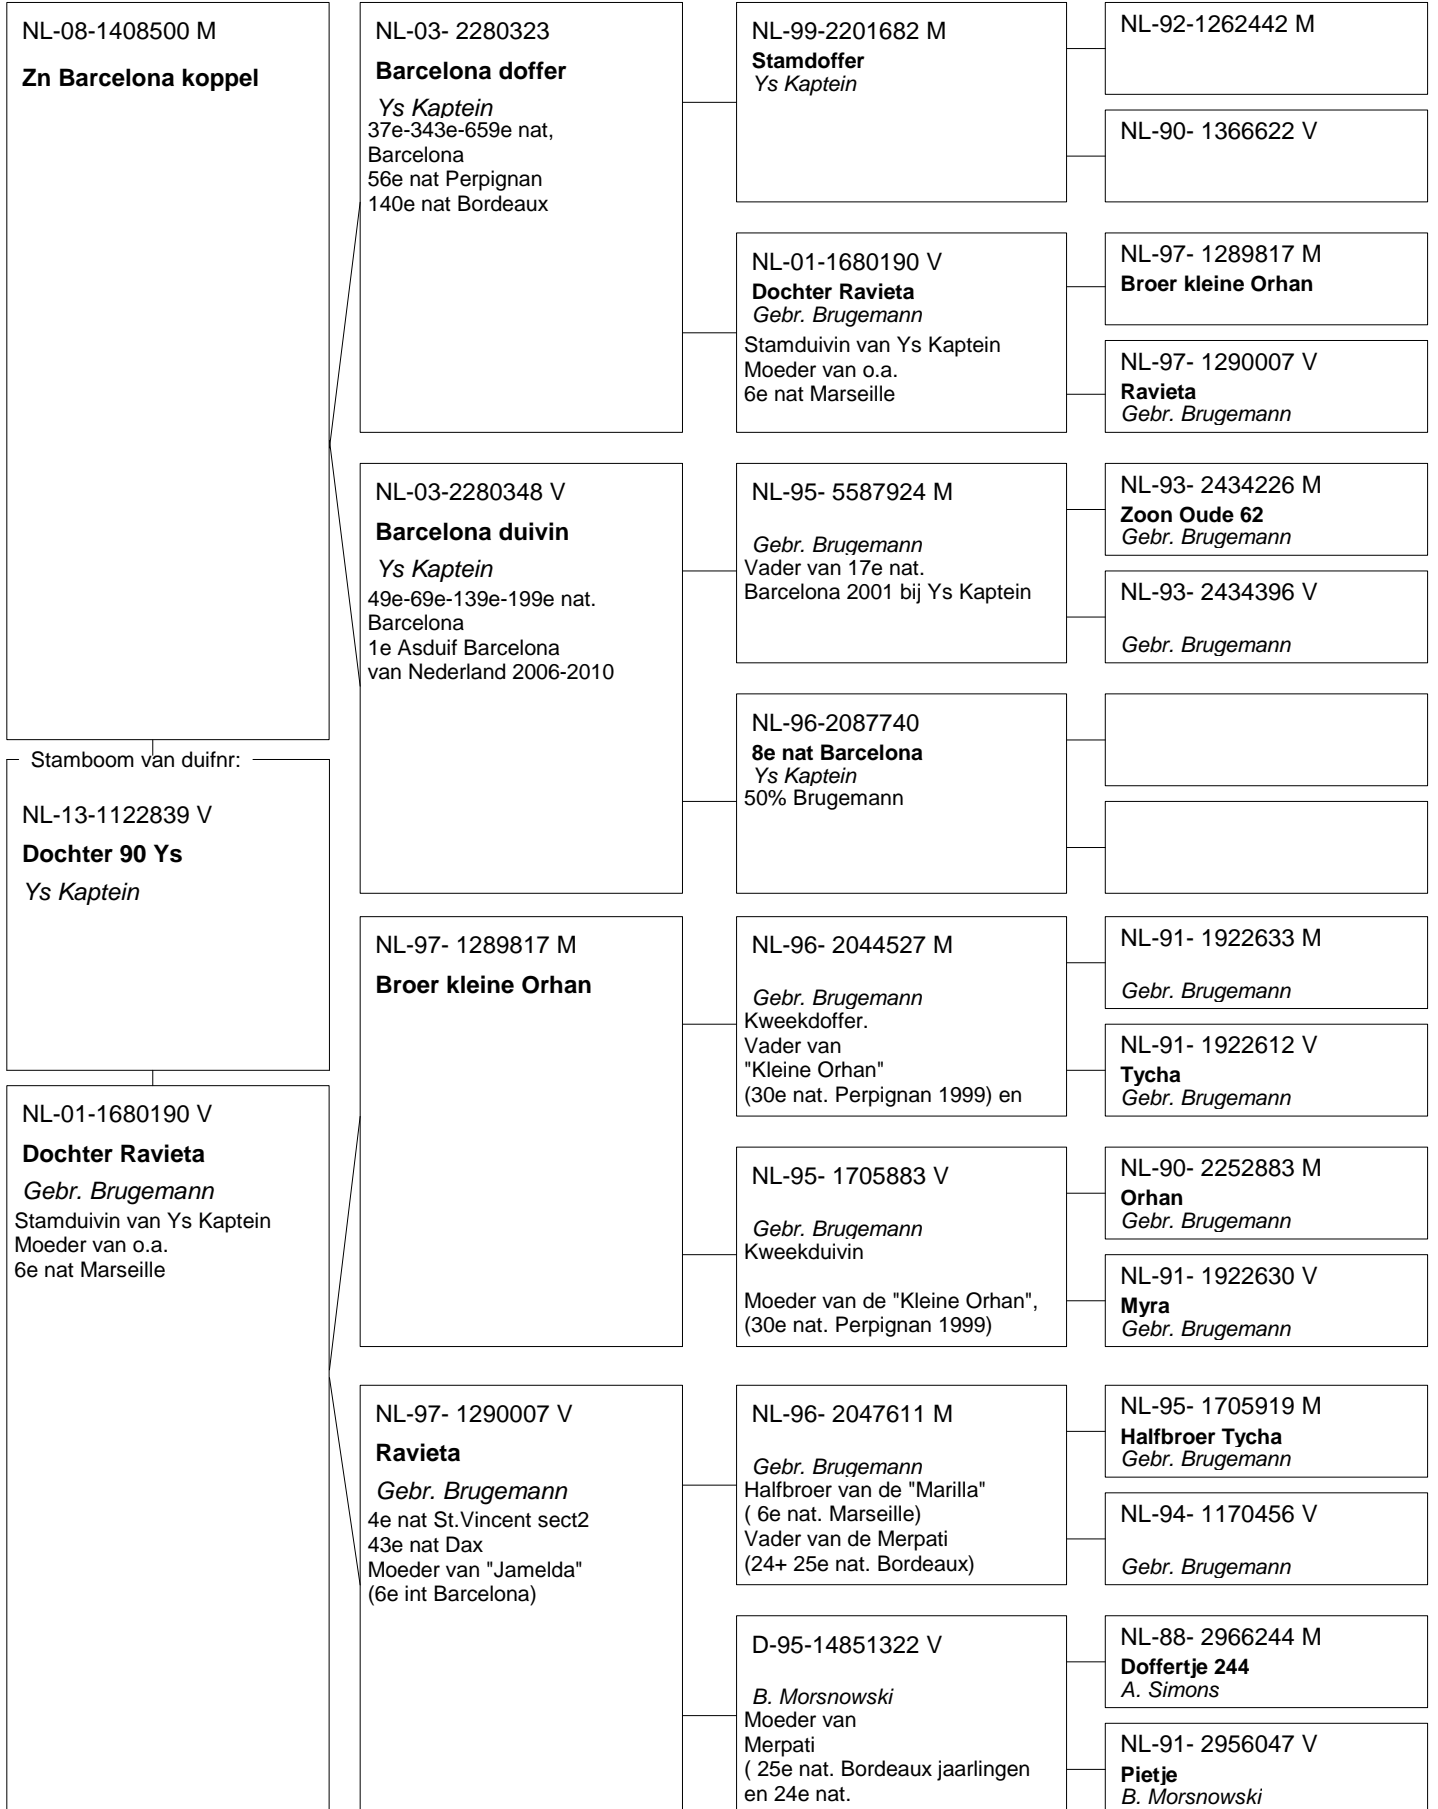 NL-08-1408500 M
Zn Barcelona koppel
Stamboom van duifnr:
NL-13-1122839 V
Dochter 90 Ys
Ys Kaptein
NL-01-1680190 V
Dochter Ravieta
Gebr. Brugemann
Stamduivin van Ys Kaptein
Moeder van o.a.
6e nat Marseille
NL-03- 2280323
Barcelona doffer
Ys Kaptein
37e-343e-659e nat,
Barcelona
56e nat Perpignan
140e nat Bordeaux
NL-03-2280348 V
Barcelona duivin
Ys Kaptein
49e-69e-139e-199e nat.
Barcelona
1e Asduif Barcelona
van Nederland 2006-2010
NL-97- 1289817 M
Broer kleine Orhan
NL-97- 1290007 V
Ravieta
Gebr. Brugemann
4e nat St.Vincent sect2
43e nat Dax
Moeder van "Jamelda"
(6e int Barcelona)
NL-99-2201682 M
Stamdoffer
Ys Kaptein
NL-01-1680190 V
Dochter Ravieta
Gebr. Brugemann
Stamduivin van Ys Kaptein
Moeder van o.a.
6e nat Marseille
NL-95- 5587924 M
Gebr. Brugemann
Vader van 17e nat.
Barcelona 2001 bij Ys Kaptein
NL-96-2087740
8e nat Barcelona
Ys Kaptein
50% Brugemann
NL-96- 2044527 M
Gebr. Brugemann
Kweekdoffer.
Vader van
"Kleine Orhan"
(30e nat. Perpignan 1999) en
NL-95- 1705883 V
Gebr. Brugemann
Kweekduivin
Moeder van de "Kleine Orhan",
(30e nat. Perpignan 1999)
NL-96- 2047611 M
Gebr. Brugemann
Halfbroer van de "Marilla"
( 6e nat. Marseille)
Vader van de Merpati
(24+ 25e nat. Bordeaux)
D-95-14851322 V
B. Morsnowski
Moeder van
Merpati
( 25e nat. Bordeaux jaarlingen
en 24e nat.
NL-92-1262442 M
NL-90- 1366622 V
NL-97- 1289817 M
Broer kleine Orhan
NL-97- 1290007 V
Ravieta
Gebr. Brugemann
NL-93- 2434226 M
Zoon Oude 62
Gebr. Brugemann
NL-93- 2434396 V
Gebr. Brugemann
NL-91- 1922633 M
Gebr. Brugemann
NL-91- 1922612 V
Tycha
Gebr. Brugemann
NL-90- 2252883 M
Orhan
Gebr. Brugemann
NL-91- 1922630 V
Myra
Gebr. Brugemann
NL-95- 1705919 M
Halfbroer Tycha
Gebr. Brugemann
NL-94- 1170456 V
Gebr. Brugemann
NL-88- 2966244 M
Doffertje 244
A. Simons
NL-91- 2956047 V
Pietje
B. Morsnowski